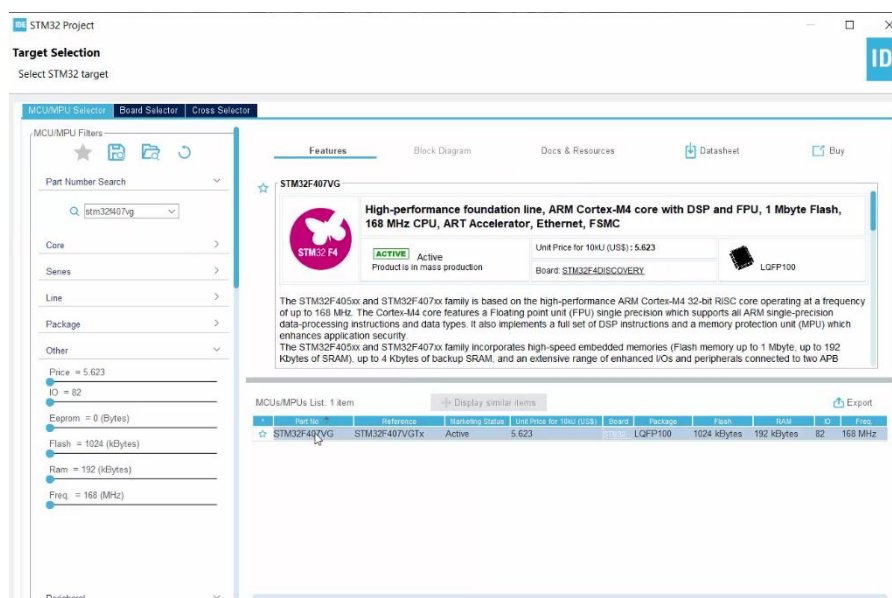 IDE STM32 Project
Target Selection
Select STM32 target
ID
MCU/MPU Selector Board Selector Cross Selector
MCU/MPU Filters
Part Number Search
stm32f407vg
Core
Series
Line
Package
Other
Price = 5.623
IO = 82
Eeprom = 0 (Bytes)
Flash = 1024 (kBytes)
Ram = 192 (kBytes)
Freq. = 168 (MHz)
Peripheral
Features Block Diagram Docs & Resources Datasheet Buy
STM32F407VG
STM32 F4
High-performance foundation line, ARM Cortex-M4 core with DSP and FPU, 1 Mbyte Flash,
168 MHz CPU, ART Accelerator, Ethernet, FSMC
ACTIVE Active
Product is in mass production
Unit Price for 10kU (US$) : 5.623
Board: STM32F4DISCOVERY
LQFP100
The STM32F405xx and STM32F407xx family is based on the high-performance ARM Cortex-M4 32-bit RISC core operating at a frequency
of up to 168 MHz. The Cortex-M4 core features a Floating point unit (FPU) single precision which supports all ARM single-precision
data-processing instructions and data types. It also implements a full set of DSP instructions and a memory protection unit (MPU) which
enhances application security.
The STM32F405xx and STM32F407xx family incorporates high-speed embedded memories (Flash memory up to 1 Mbyte, up to 192
Kbytes of SRAM), up to 4 Kbytes of backup SRAM, and an extensive range of enhanced I/Os and peripherals connected to two APB
MCUs/MPUs List: 1 item + Display similar items Export
* Part No Reference Marketing Status Unit Price for 10kU (US$) Board Package Flash RAM IO Freq.
STM32F407VG STM32F407VGTx Active 5.623 LQFP100 1024 kBytes 192 kBytes 82 168 MHz